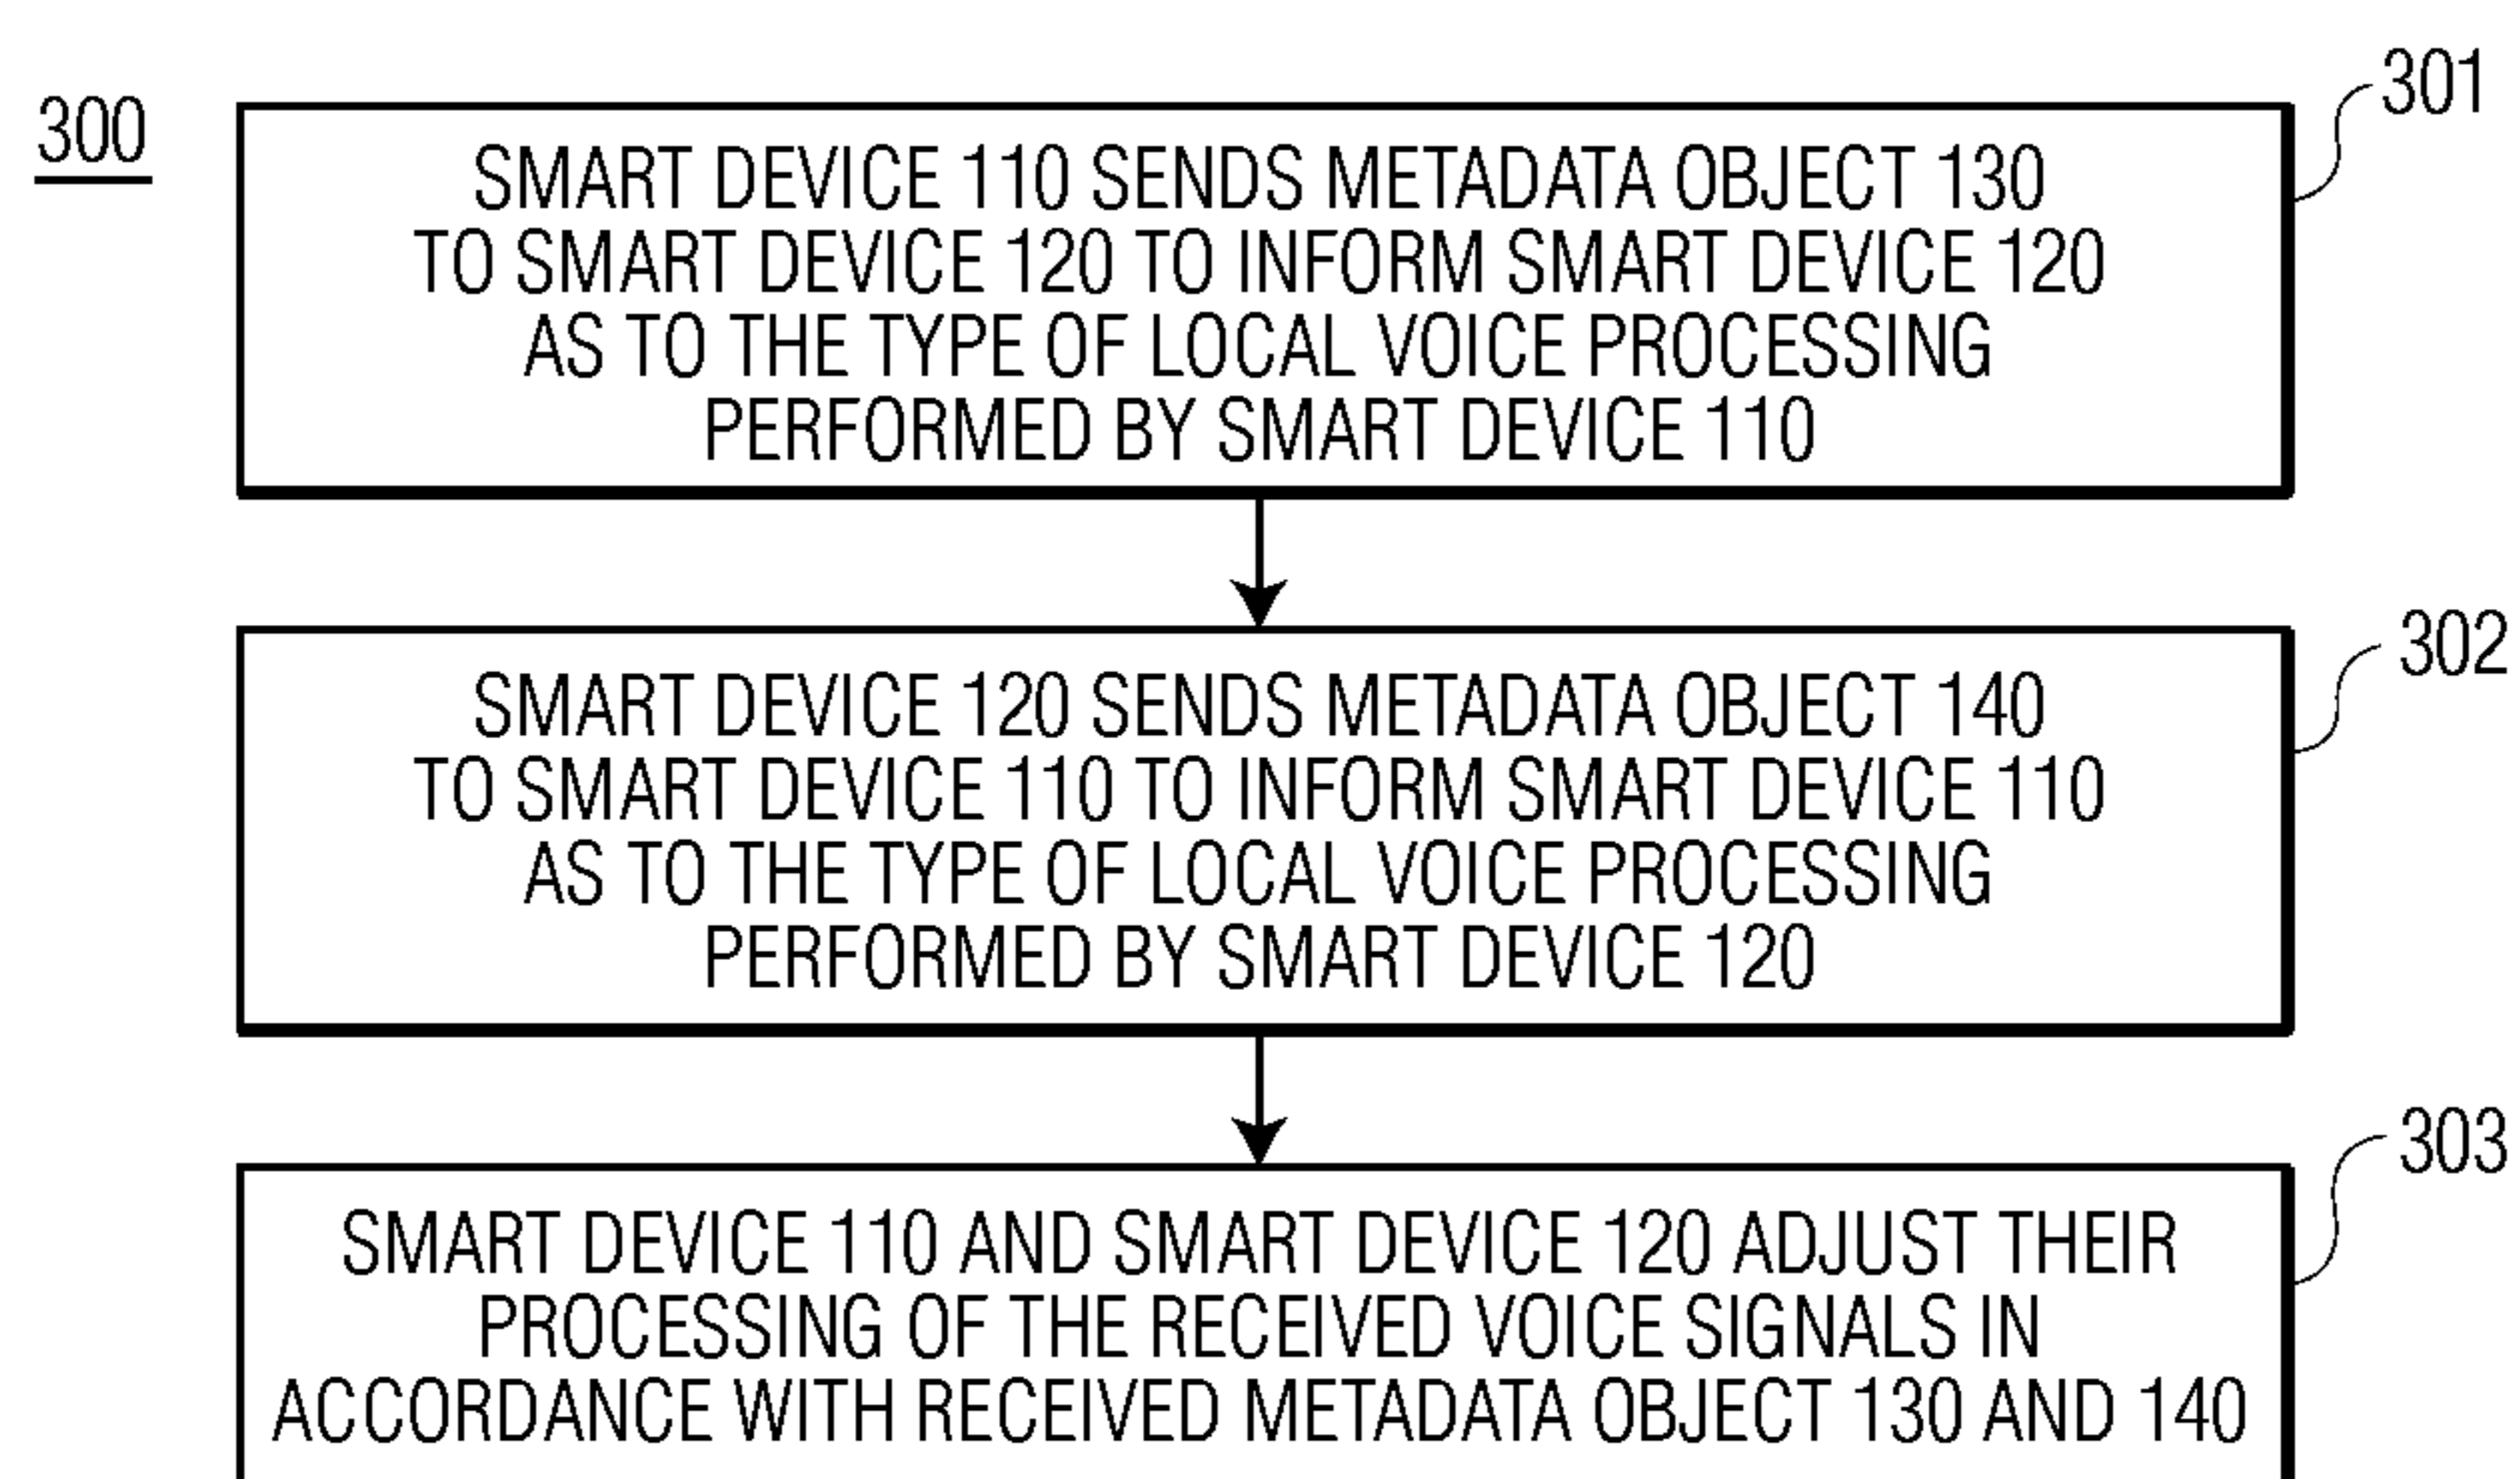 300
301
SMART DEVICE 110 SENDS METADATA OBJECT 130
TO SMART DEVICE 120 TO INFORM SMART DEVICE 120
AS TO THE TYPE OF LOCAL VOICE PROCESSING
PERFORMED BY SMART DEVICE 110
302
SMART DEVICE 120 SENDS METADATA OBJECT 140
TO SMART DEVICE 110 TO INFORM SMART DEVICE 110
AS TO THE TYPE OF LOCAL VOICE PROCESSING
PERFORMED BY SMART DEVICE 120
303
SMART DEVICE 110 AND SMART DEVICE 120 ADJUST THEIR
PROCESSING OF THE RECEIVED VOICE SIGNALS IN
ACCORDANCE WITH RECEIVED METADATA OBJECT 130 AND 140